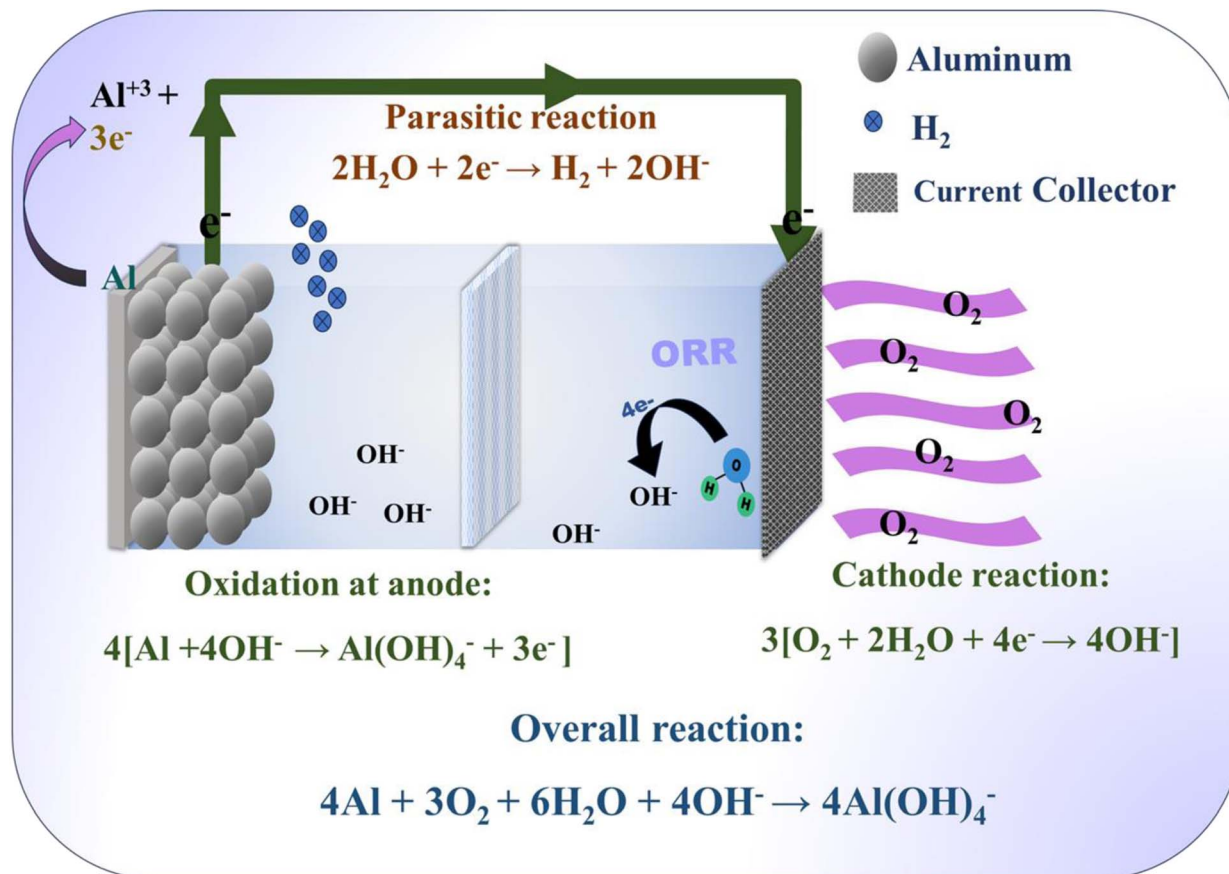 Al⁺³ +
3e⁻
Parasitic reaction
2H₂O + 2e⁻ → H₂ + 2OH⁻
Aluminum
H₂
Current Collector
e⁻
e⁻
Al
O₂
O₂
O₂
O₂
O₂
ORR
4e-
O
H
H
OH⁻
OH⁻
OH⁻
OH⁻
OH⁻
Oxidation at anode:
4[Al +4OH⁻ → Al(OH)₄⁻ + 3e⁻]
Cathode reaction:
3[O₂ + 2H₂O + 4e⁻ → 4OH⁻]
Overall reaction:
4Al + 3O₂ + 6H₂O + 4OH⁻ → 4Al(OH)₄⁻